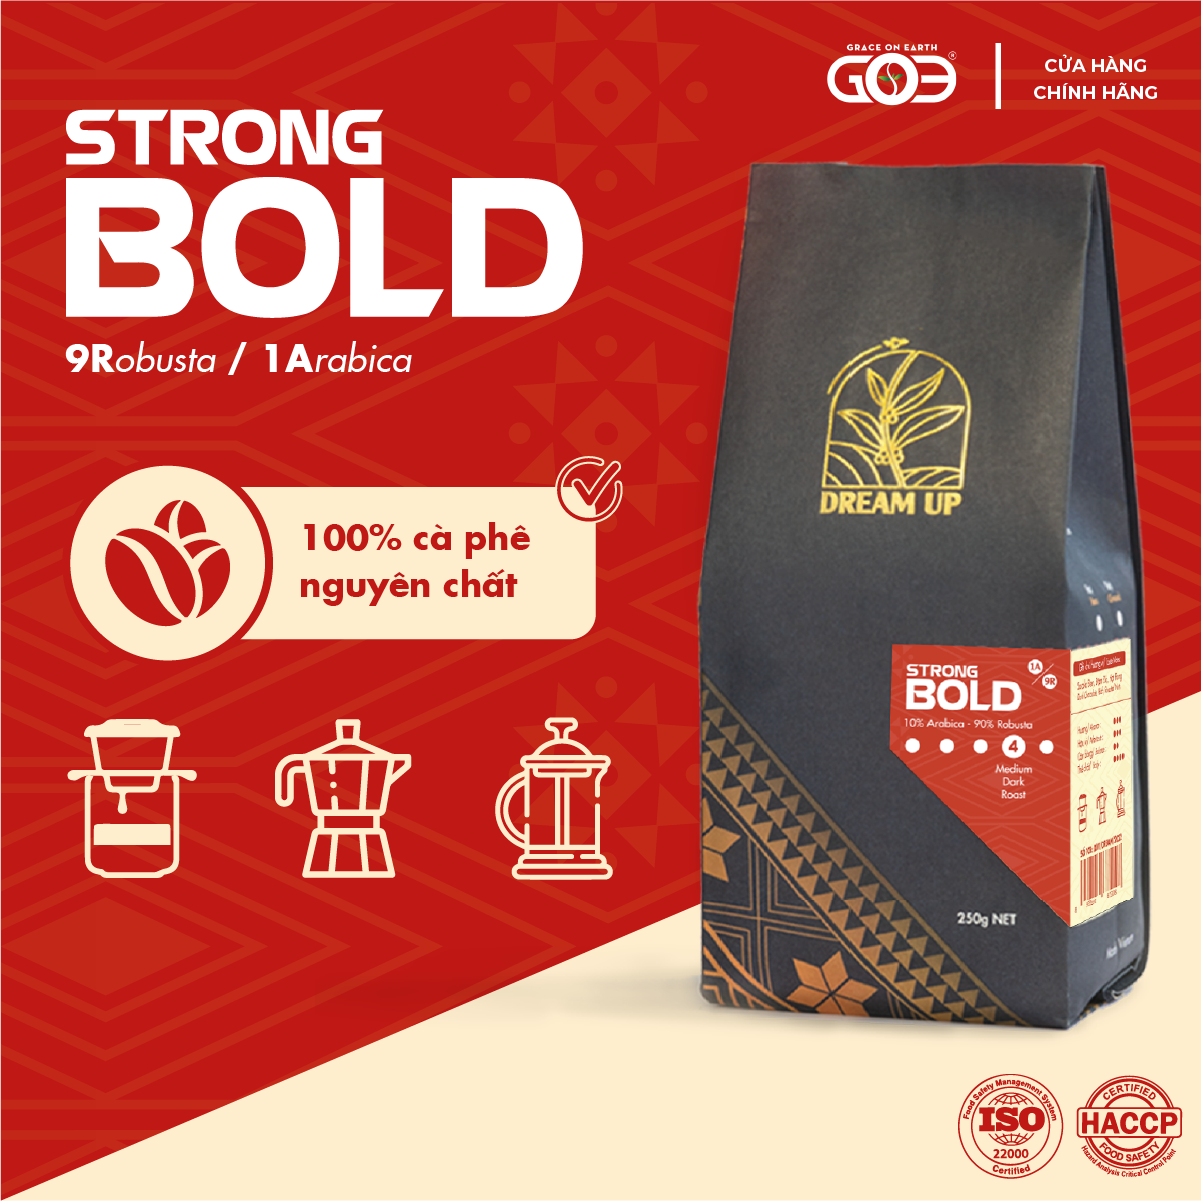 GRACE ON EARTH
GOE
®
CỬA HÀNG
CHÍNH HÃNG
STRONG
BOLD
9Robusta / 1Arabica
100% cà phê
nguyên chất
DREAM UP
STRONG
BOLD
1A
9R
10% Arabica - 90% Robusta
4
Medium
Dark
Roast
250g NET
Food Safety Management System
ISO
22000
Certified
CERTIFIED
HACCP
FOOD SAFETY
Hazard Analysis Critical Control Point